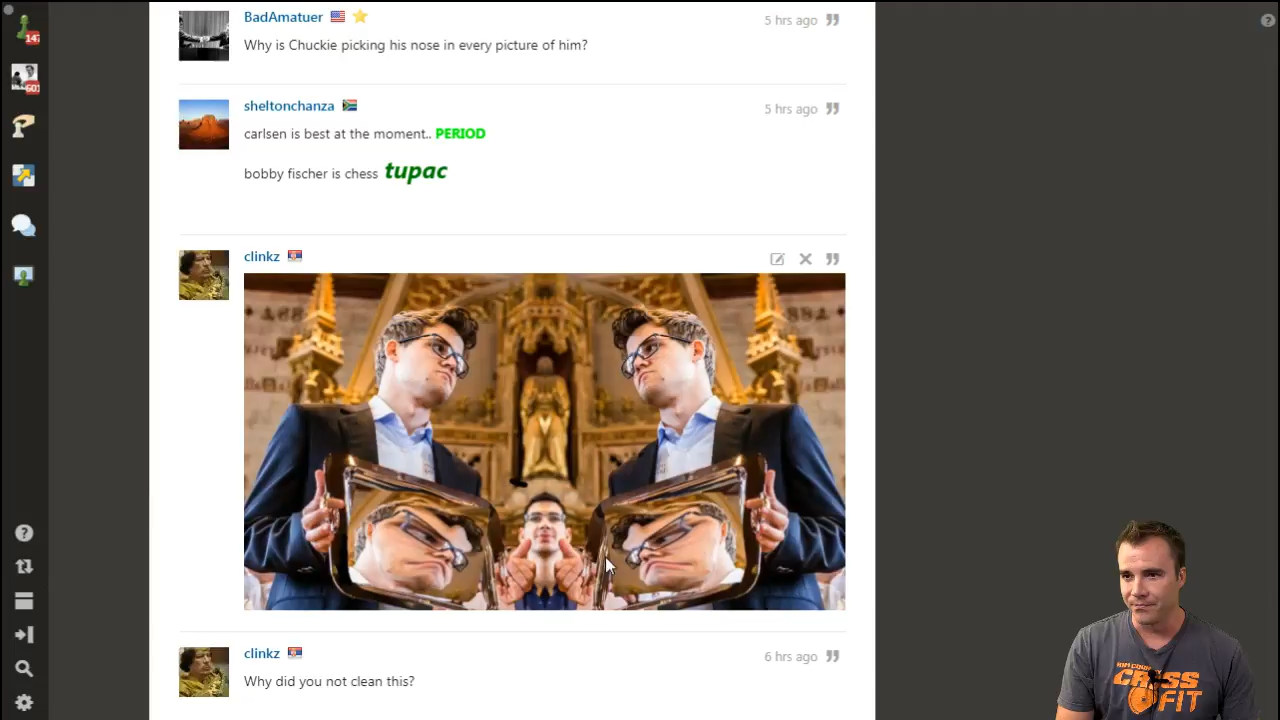 147
601
BadAmatuer
5 hrs ago
Why is Chuckie picking his nose in every picture of him?
sheltonchanza
5 hrs ago
carlsen is best at the moment.. PERIOD
bobby fischer is chess tupac
clinkz
clinkz
6 hrs ago
Why did you not clean this?
CROSS
FIT